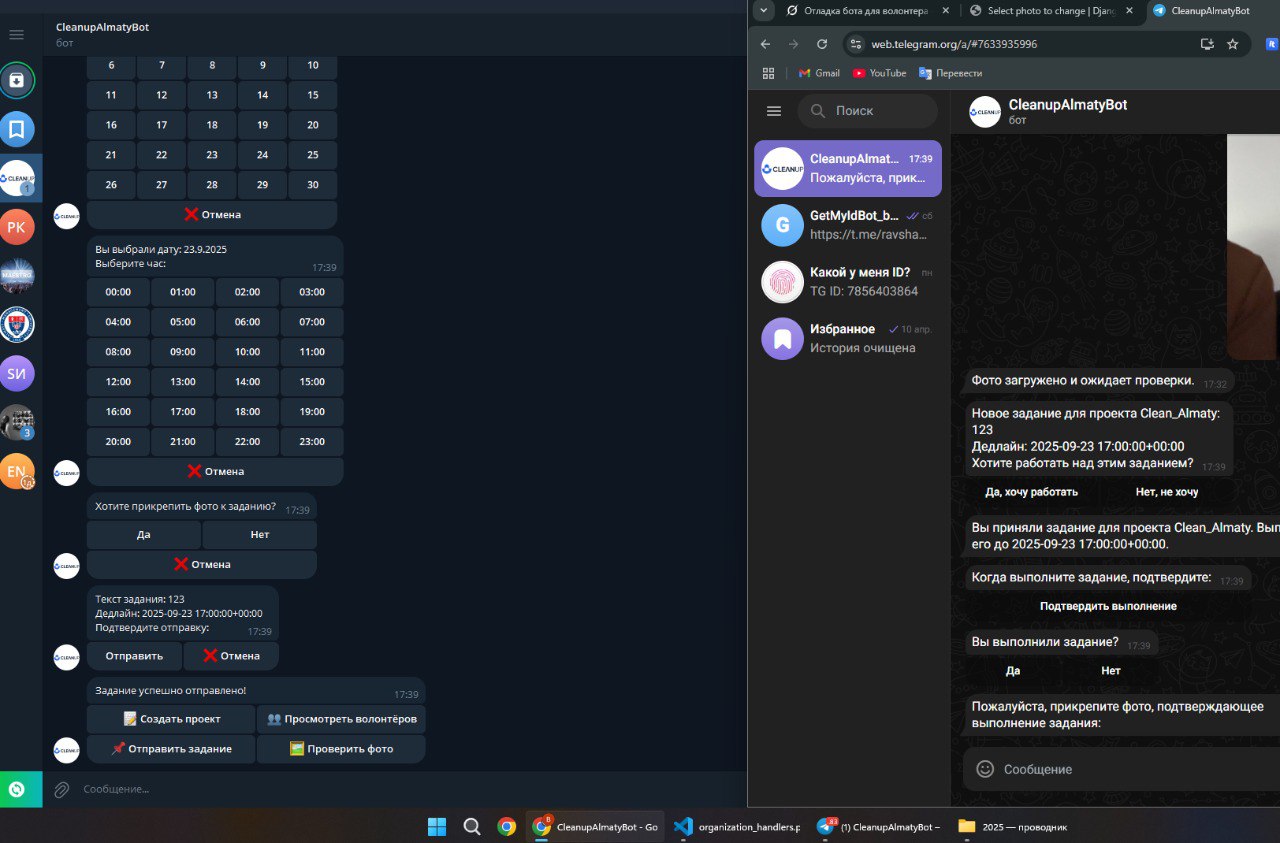 CleanupAlmatyBot
бот
6 7 8 9 10
11 12 13 14 15
16 17 18 19 20
21 22 23 24 25
26 27 28 29 30
❌ Отмена
Вы выбрали дату: 23.9.2025
Выберите час:
17:39
00:00 01:00 02:00 03:00
04:00 05:00 06:00 07:00
08:00 09:00 10:00 11:00
12:00 13:00 14:00 15:00
16:00 17:00 18:00 19:00
20:00 21:00 22:00 23:00
❌ Отмена
Хотите прикрепить фото к заданию? 17:39
Да Нет
❌ Отмена
Текст задания: 123
Дедлайн: 2025-09-23 17:00:00+00:00
Подтвердите отправку: 17:39
Отправить ❌ Отмена
Задание успешно отправлено! 17:39
📝 Создать проект 👥 Просмотреть волонтёров
📌 Отправить задание 🖼️ Проверить фото
Сообщение...
РК
SИ
3
EN
1
Отладка бота для волонтера
Select photo to change | Djan
CleanupAlmatyBot
web.telegram.org/a/#7633935996
Gmail YouTube Перевести
Поиск
CleanupAlmat... 17:39
Пожалуйста, прик...
G
GetMyIdBot_b... сб
https://t.me/ravsha...
Какой у меня ID? пн
TG ID: 7856403864
Избранное 10 апр.
История очищена
CleanupAlmatyBot
бот
Фото загружено и ожидает проверки. 17:32
Новое задание для проекта Clean_Almaty:
123
Дедлайн: 2025-09-23 17:00:00+00:00
Хотите работать над этим заданием? 17:39
Да, хочу работать Нет, не хочу
Вы приняли задание для проекта Clean_Almaty. Вып
его до 2025-09-23 17:00:00+00:00.
Когда выполните задание, подтвердите: 17:39
Подтвердить выполнение
Вы выполнили задание? 17:39
Да Нет
Пожалуйста, прикрепите фото, подтверждающее
выполнение задания:
Сообщение
CleanupAlmatyBot - Go
organization_handlers.p
(1) CleanupAlmatyBot –
2025 — проводник